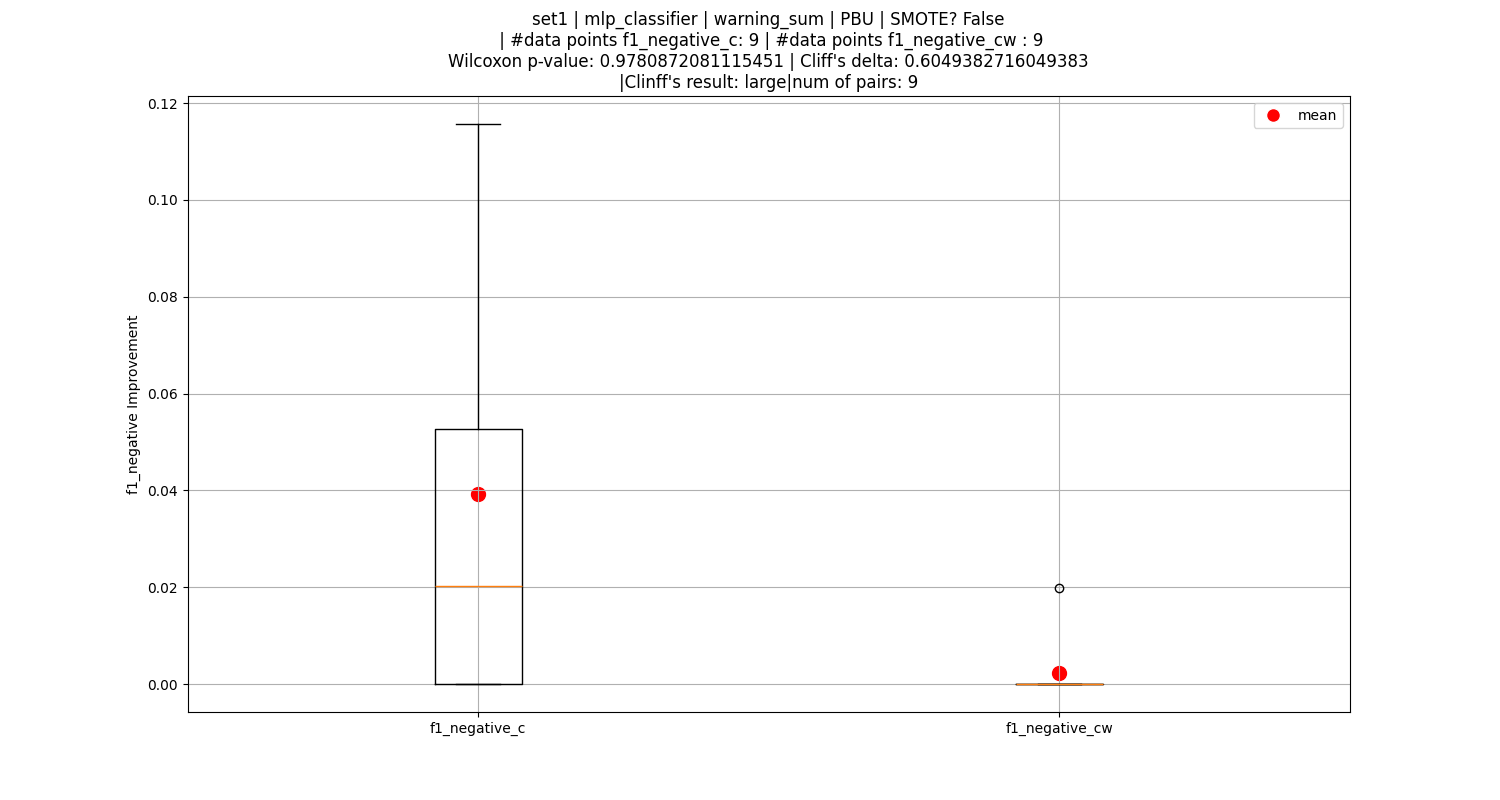 set1 | mlp_classifier | warning_sum | PBU | SMOTE? False
| #data points f1_negative_c: 9 | #data points f1_negative_cw : 9
Wilcoxon p-value: 0.9780872081115451 | Cliff's delta: 0.6049382716049383
|Clinff's result: large|num of pairs: 9
mean
0.12
0.10
0.08
0.06
0.04
0.02
0.00
f1_negative Improvement
f1_negative_c
f1_negative_cw